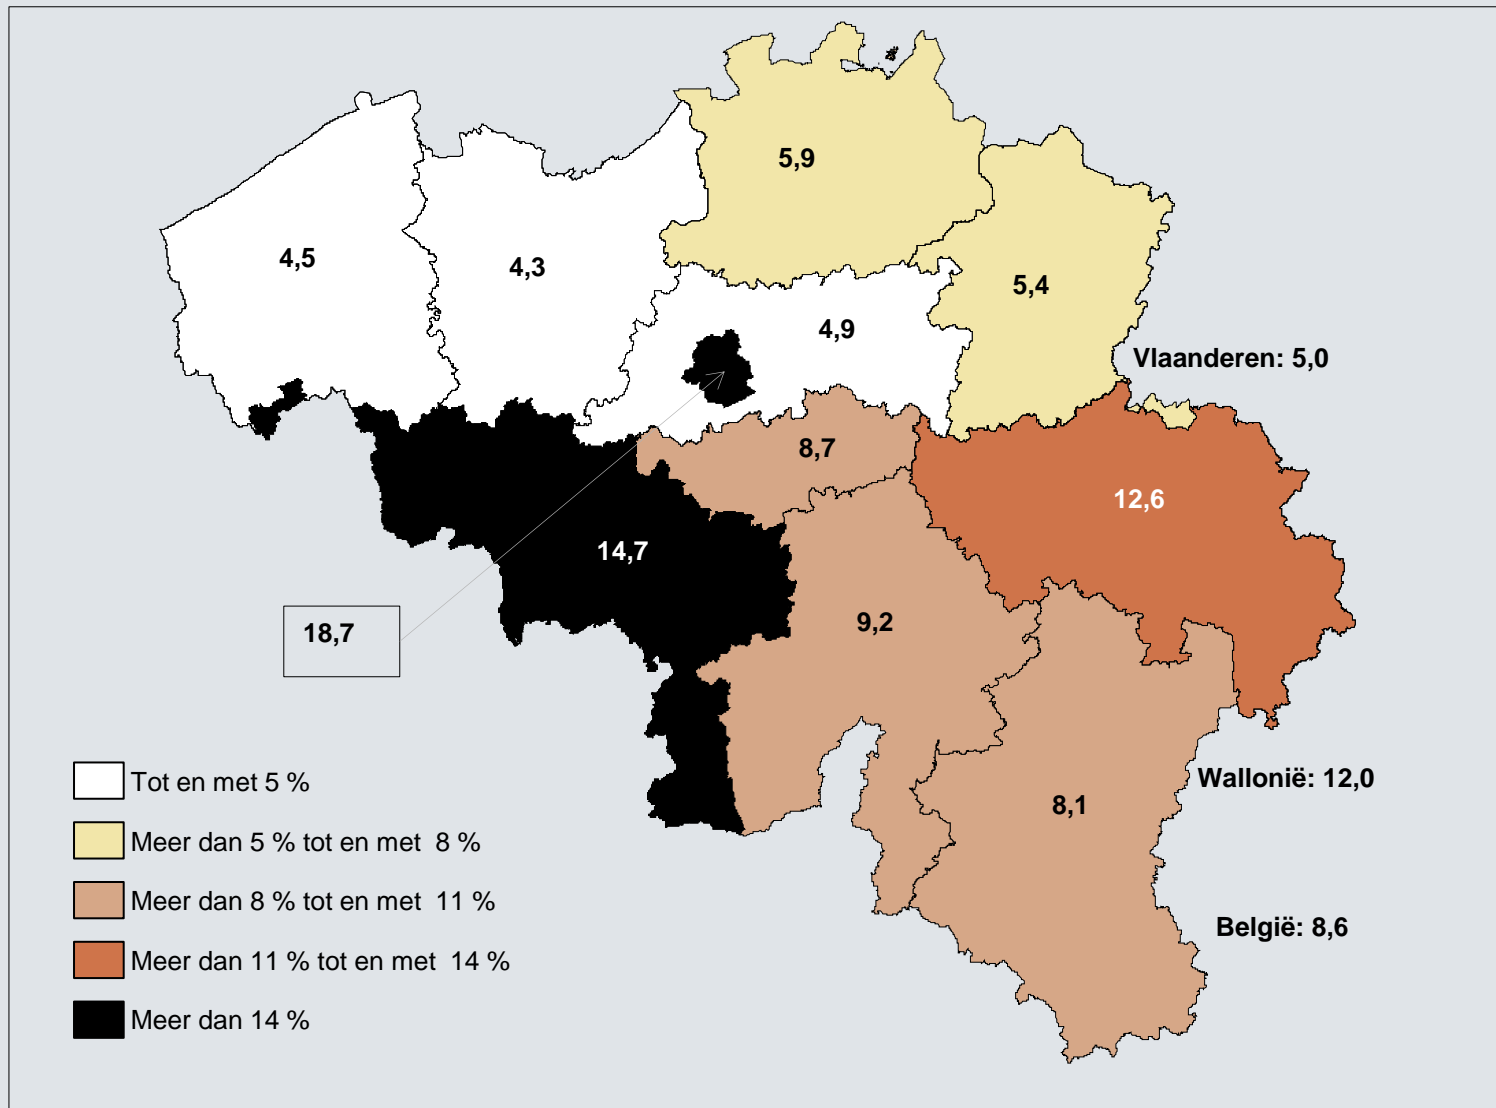 5,9
4,5
4,3
5,4
4,9
Vlaanderen: 5,0
8,7
12,6
14,7
9,2
18,7
Tot en met 5 %
Wallonië: 12,0
8,1
Meer dan 5 % tot en met 8 %
Meer dan 8 % tot en met 11 %
België: 8,6
Meer dan 11 % tot en met 14 %
Meer dan 14 %